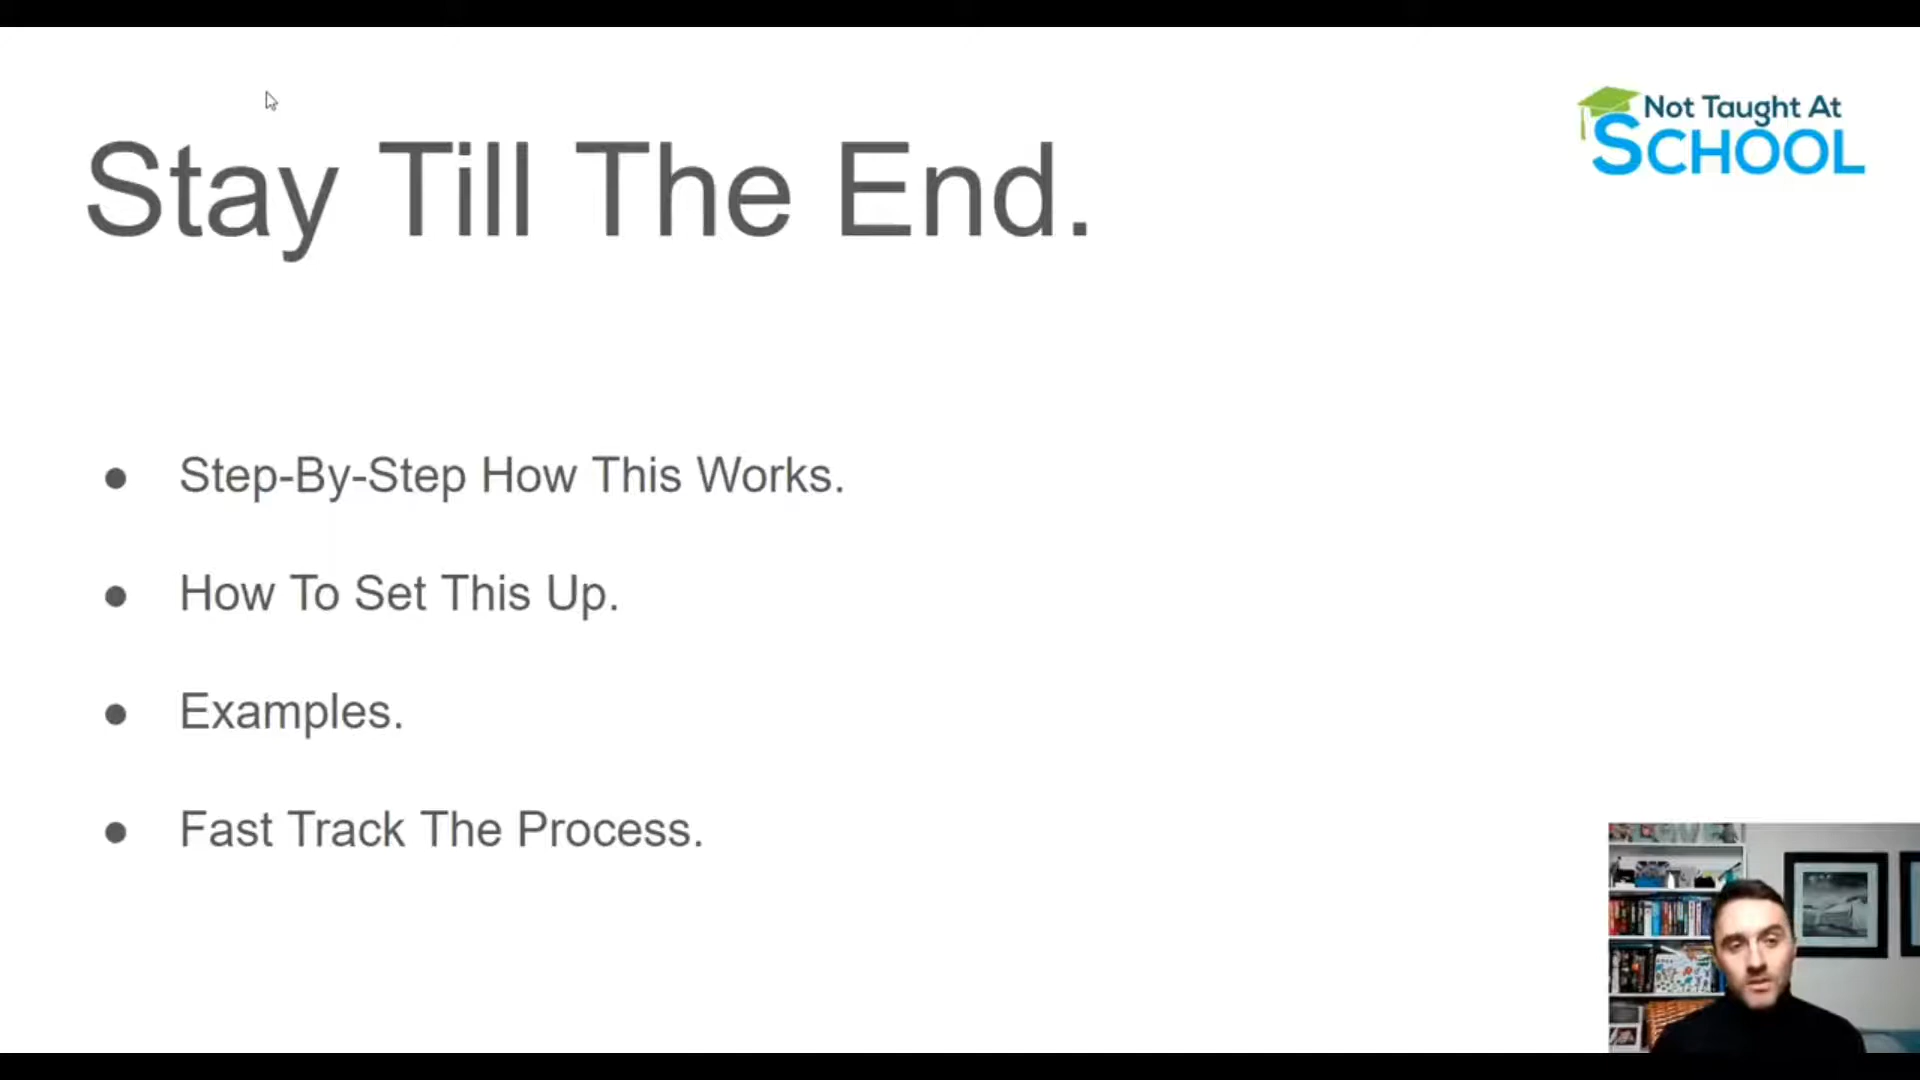 Not Taught At
SCHOOL
Stay Till The End.
● Step-By-Step How This Works.
● How To Set This Up.
● Examples.
● Fast Track The Process.